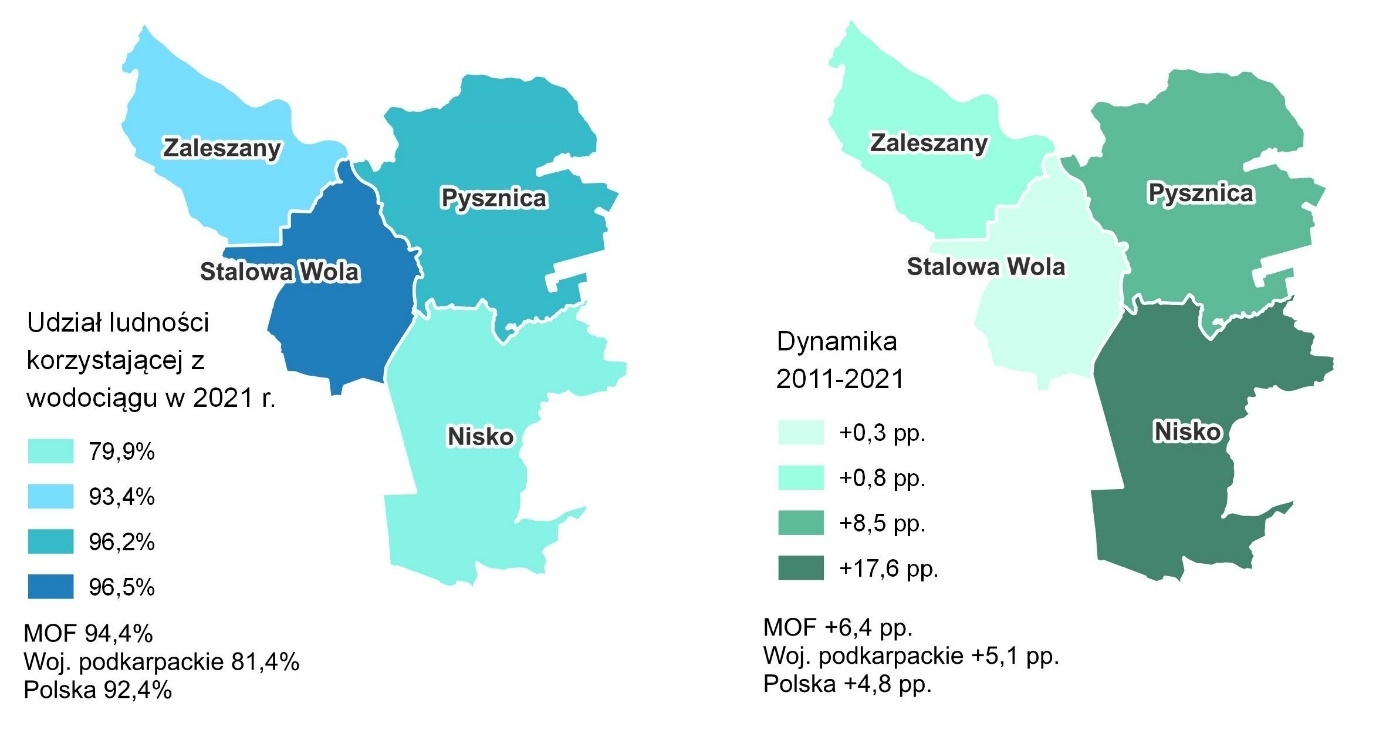 Zaleszany
Pysznica
Stalowa Wola
Nisko
Udział ludności
korzystającej z
wodociągu w 2021 r.
79,9%
93,4%
96,2%
96,5%
MOF 94,4%
Woj. podkarpackie 81,4%
Polska 92,4%
Zaleszany
Pysznica
Stalowa Wola
Nisko
Dynamika
2011-2021
+0,3 pp.
+0,8 pp.
+8,5 pp.
+17,6 pp.
MOF +6,4 pp.
Woj. podkarpackie +5,1 pp.
Polska +4,8 pp.